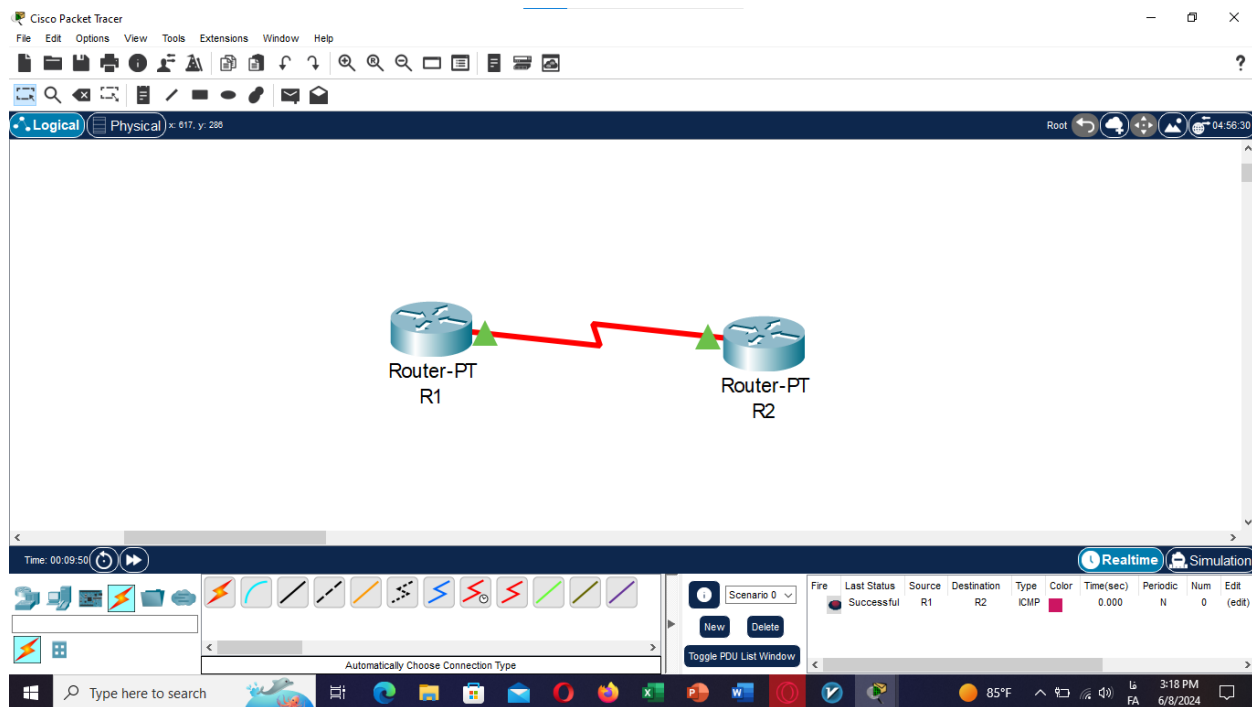 Cisco Packet Tracer
File Edit Options View Tools Extensions Window Help
?
Logical Physical x: 617, y: 286 Root 04:56:30
Router-PT
R1
Router-PT
R2
Time: 00:09:50 Realtime Simulation
Scenario 0
New Delete
Toggle PDU List Window
Fire Last Status Source Destination Type Color Time(sec) Periodic Num Edit
Successful R1 R2 ICMP 0.000 N 0 (edit)
Automatically Choose Connection Type
Type here to search
85°F
فا
FA
3:18 PM
6/8/2024